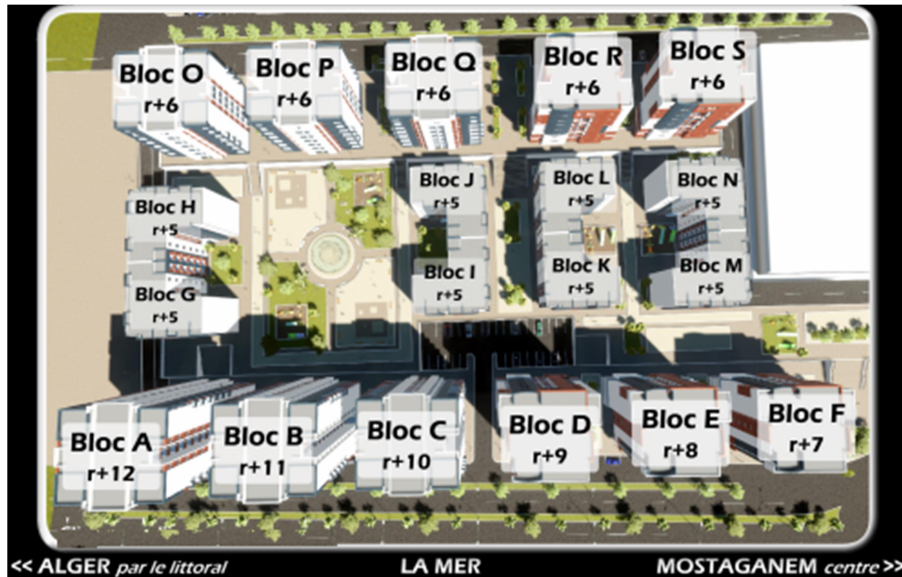 Bloc O
r+6
Bloc P
r+6
Bloc Q
r+6
Bloc R
r+6
Bloc S
r+6
Bloc H
r+5
Bloc J
r+5
Bloc L
r+5
Bloc N
r+5
Bloc G
r+5
Bloc I
r+5
Bloc K
r+5
Bloc M
r+5
Bloc A
r+12
Bloc B
r+11
Bloc C
r+10
Bloc D
r+9
Bloc E
r+8
Bloc F
r+7
<< ALGER par le littoral
LA MER
MOSTAGANEM centre >>